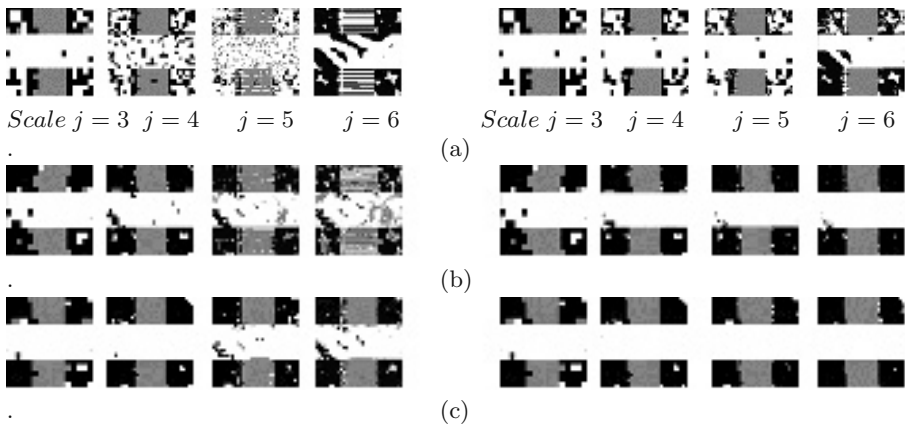 Scale j = 3 j = 4 j = 5 j = 6 Scale j = 3 j = 4 j = 5 j = 6
. (a)
. (b)
. (c)